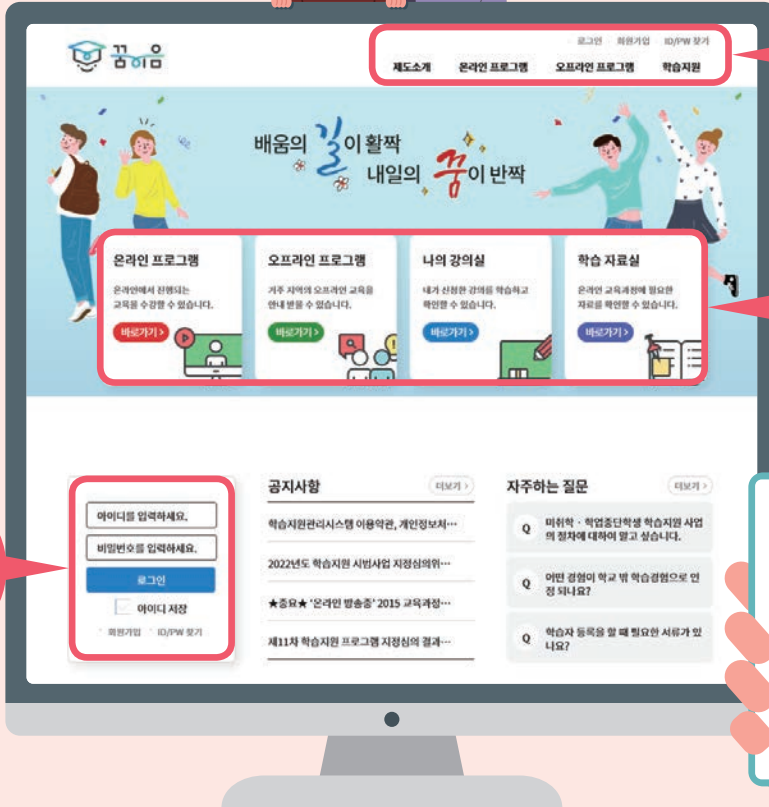 꿈이음
로그인 회원가입 ID/PW 찾기
제도소개 온라인 프로그램 오프라인 프로그램 학습지원
배움의 길이 활짝
내일의 꿈이 반짝
온라인 프로그램
온라인에서 진행되는
교육을 수강할 수 있습니다.
바로가기 >
오프라인 프로그램
거주 지역의 오프라인 교육을
안내 받을 수 있습니다.
바로가기 >
나의 강의실
내가 신청한 강의를 학습하고
확인할 수 있습니다.
바로가기 >
학습 자료실
온라인 교육과정에 필요한
자료를 확인할 수 있습니다.
바로가기 >
아이디를 입력하세요.
비밀번호를 입력하세요.
로그인
아이디 저장
회원가입 ID/PW 찾기
공지사항 더보기 >
학습지원관리시스템 이용약관, 개인정보처···
2022년도 학습지원 시범사업 지정심의위···
★중요★ '온라인 방송중' 2015 교육과정···
제11차 학습지원 프로그램 지정심의 결과···
자주하는 질문 더보기 >
Q 미취학 · 학업중단학생 학습지원 사업
의 절차에 대하여 알고 싶습니다.
Q 어떤 경험이 학교 밖 학습경험으로 인
정 되나요?
Q 학습자 등록을 할 때 필요한 서류가 있
나요?